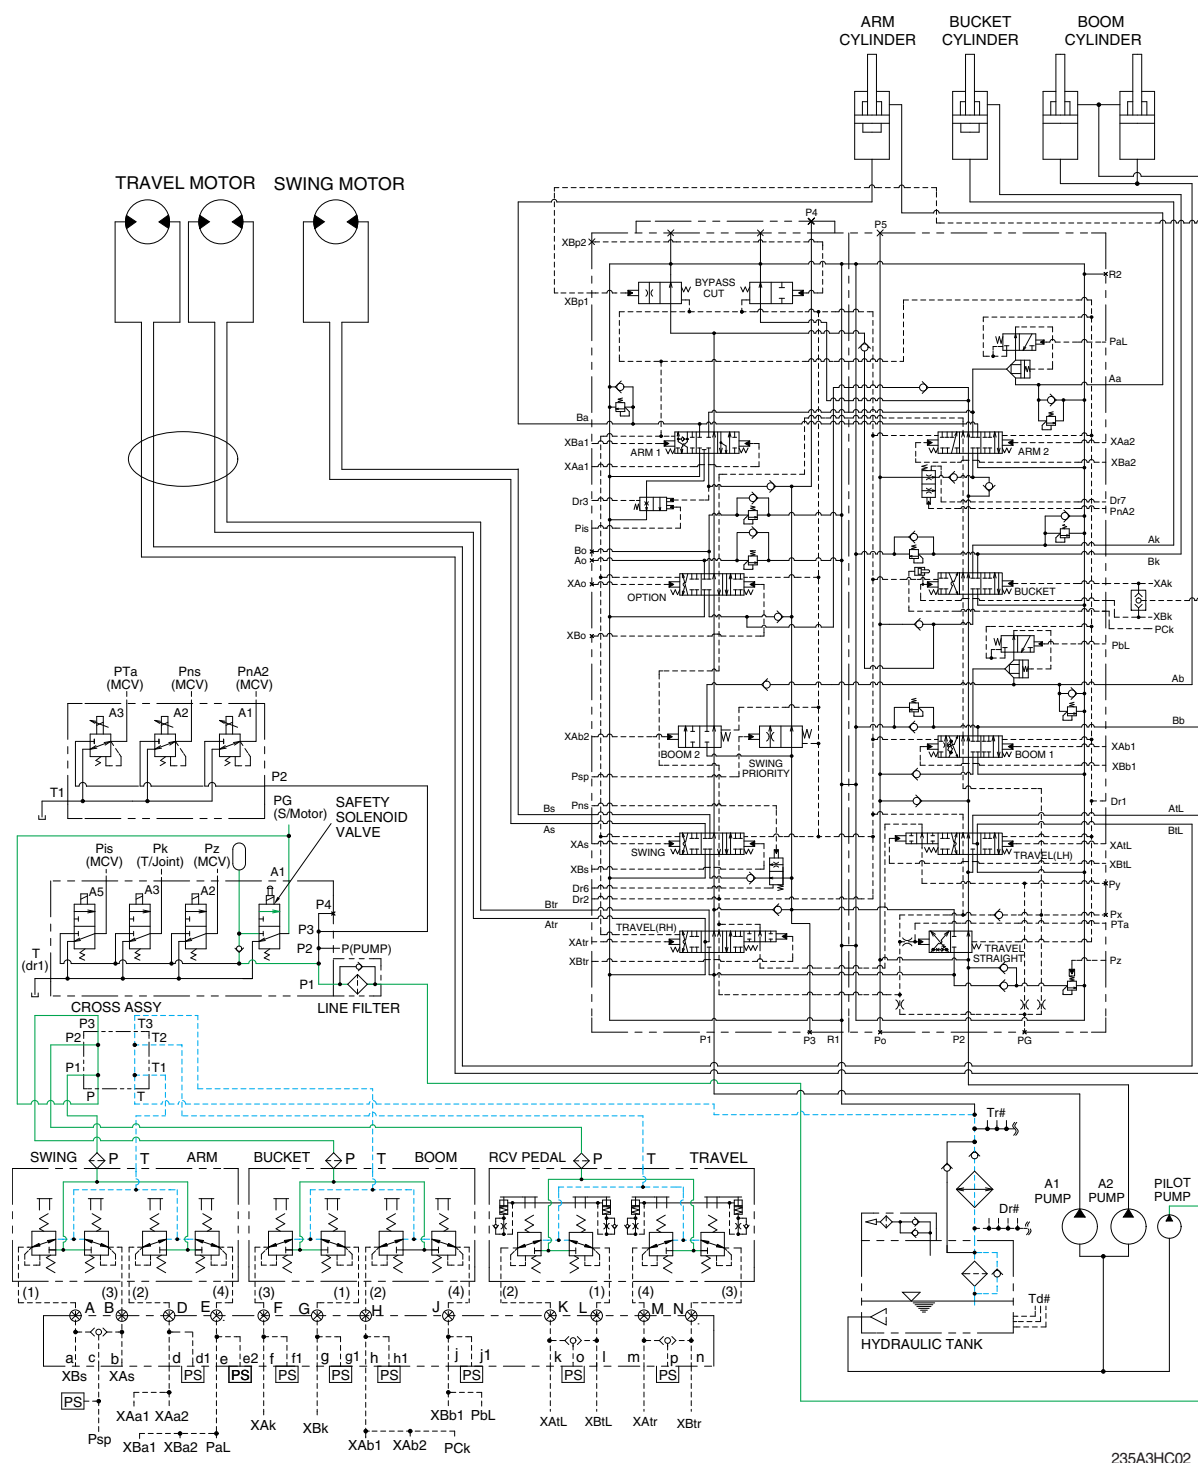 ARM
CYLINDER
BUCKET
CYLINDER
BOOM
CYLINDER
TRAVEL MOTOR
SWING MOTOR
P4
P5
XBp2
R2
BYPASS
CUT
XBp1
PaL
Aa
Ba
XBa1
XAa2
ARM 1
ARM 2
XAa1
XBa2
Dr3
Dr7
PnA2
Pis
Ak
Bo
Ao
Bk
XAo
XAk
OPTION
BUCKET
XBk
PCk
XBo
PbL
Ab
Bb
XAb2
XAb1
BOOM 2
SWING
PRIORITY
BOOM 1
XBb1
Psp
Pns
Dr1
Bs
AtL
As
BtL
XAs
XAtL
SWING
TRAVEL(LH)
XBs
XBtL
Dr6
Py
Dr2
Btr
Px
Atr
PTa
TRAVEL(RH)
XAtr
TRAVEL
STRAIGHT
XBtr
Pz
P1
P3
R1
Po
P2
PG
PTa
(MCV)
Pns
(MCV)
PnA2
(MCV)
A3
A2
A1
P2
T1
PG
(S/Motor)
SAFETY
SOLENOID
VALVE
Pis
(MCV)
Pk
(T/Joint)
Pz
(MCV)
A1
A5
A3
A2
P4
P3
P2
P(PUMP)
T
(dr1)
P1
LINE FILTER
CROSS ASSY
P3
T3
P2
T2
P1
T1
P
T
SWING
P
T
ARM
BUCKET
P
T
BOOM
RCV PEDAL
P
T
TRAVEL
Tr#
A1
PUMP
A2
PUMP
PILOT
PUMP
Dr#
Td#
HYDRAULIC TANK
(1)
(3)
(2)
(4)
(3)
(1)
(2)
(4)
(2)
(1)
(4)
(3)
A
B
D
E
F
G
H
J
K
L
M
N
a
c
b
d
d1
e
e2
f
f1
g
g1
h
h1
j
j1
k
o
l
m
p
n
XBs
XAs
PS
PS
PS
PS
PS
PS
PS
PS
PS
Psp
XAa1
XAa2
XBa1
XBa2
PaL
XAk
XBk
XAb1
XAb2
PCk
XBb1
PbL
XAtL
XBtL
XAtr
XBtr
235A3HC02